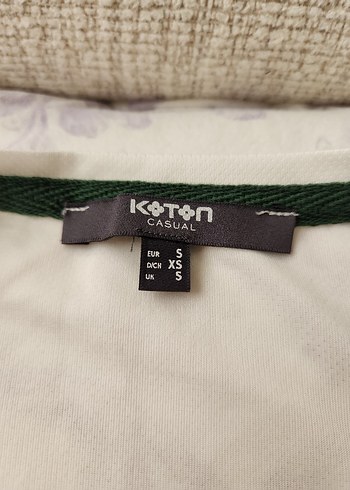 KOTON
CASUAL
EUR S
D/CH XS
UK S